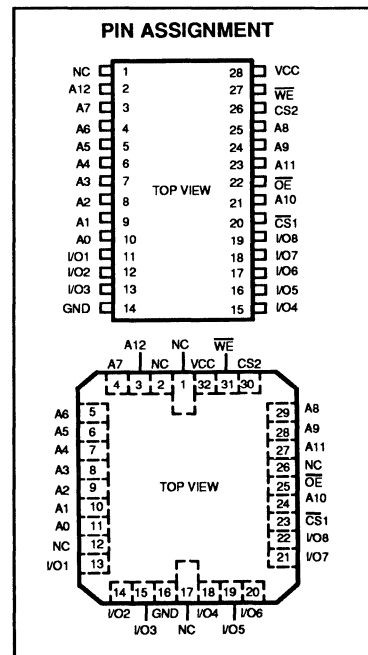 PIN ASSIGNMENT
NC 1 28 VCC
A12 2 27 W̅E̅
A7 3 26 CS2
A6 4 25 A8
A5 5 24 A9
A4 6 23 A11
A3 7 22 O̅E̅
TOP VIEW
A2 8 21 A10
A1 9 20 C̅S̅1
A0 10 19 I/O8
I/O1 11 18 I/O7
I/O2 12 17 I/O6
I/O3 13 16 I/O5
GND 14 15 I/O4
A12 NC W̅E̅
A7 NC VCC CS2
4 3 2 1 32 31 30
A6 5 29 A8
A5 6 28 A9
A4 7 27 A11
A3 8 26 NC
A2 9 25 O̅E̅
TOP VIEW
A1 10 24 A10
A0 11 23 C̅S̅1
NC 12 22 I/O8
I/O1 13 21 I/O7
14 15 16 17 18 19 20
I/O2 GND I/O4 I/O6
I/O3 NC I/O5